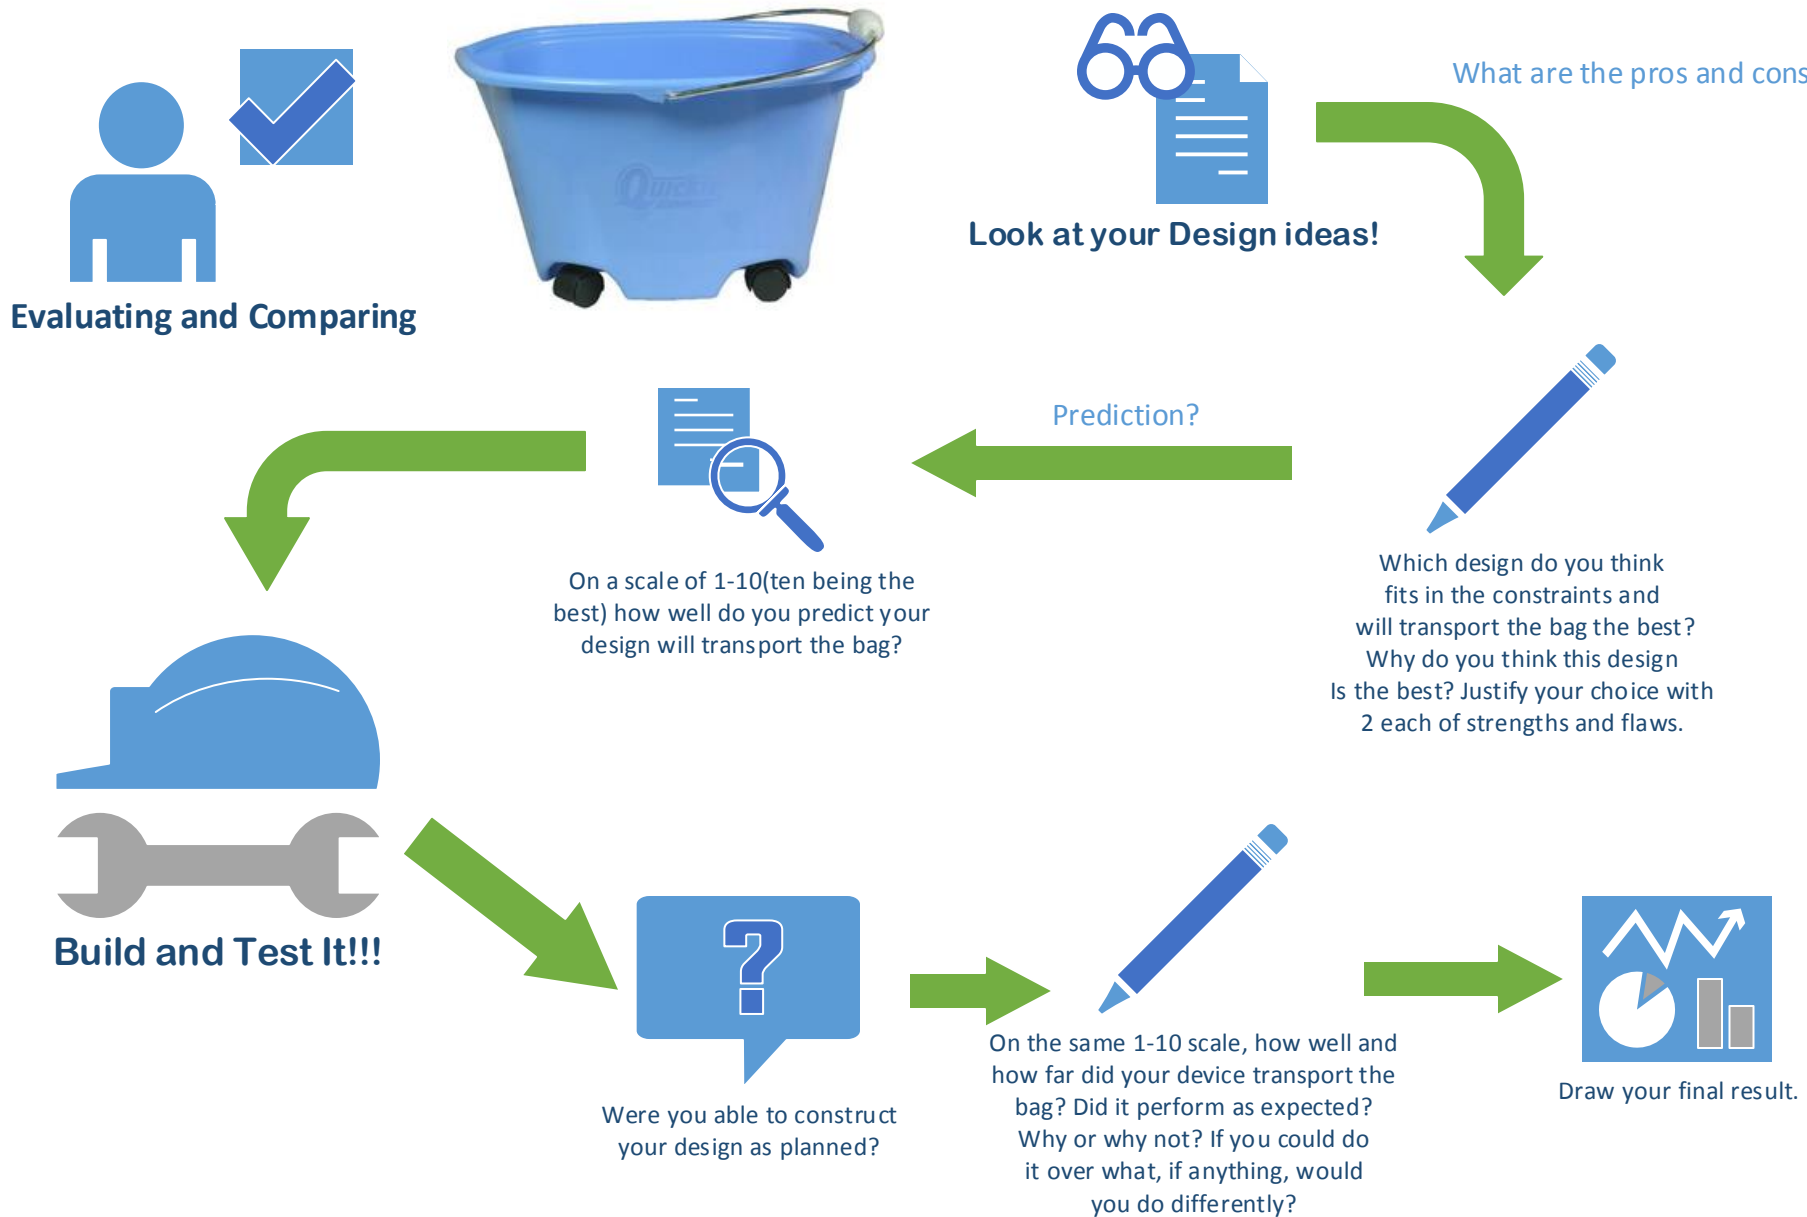 Evaluating and Comparing
Quickie
Look at your Design ideas!
What are the pros and cons
Which design do you think
fits in the constraints and
will transport the bag the best?
Why do you think this design
Is the best? Justify your choice with
2 each of strengths and flaws.
Prediction?
On a scale of 1-10(ten being the
best) how well do you predict your
design will transport the bag?
Build and Test It!!!
Were you able to construct
your design as planned?
On the same 1-10 scale, how well and
how far did your device transport the
bag? Did it perform as expected?
Why or why not? If you could do
it over what, if anything, would
you do differently?
Draw your final result.